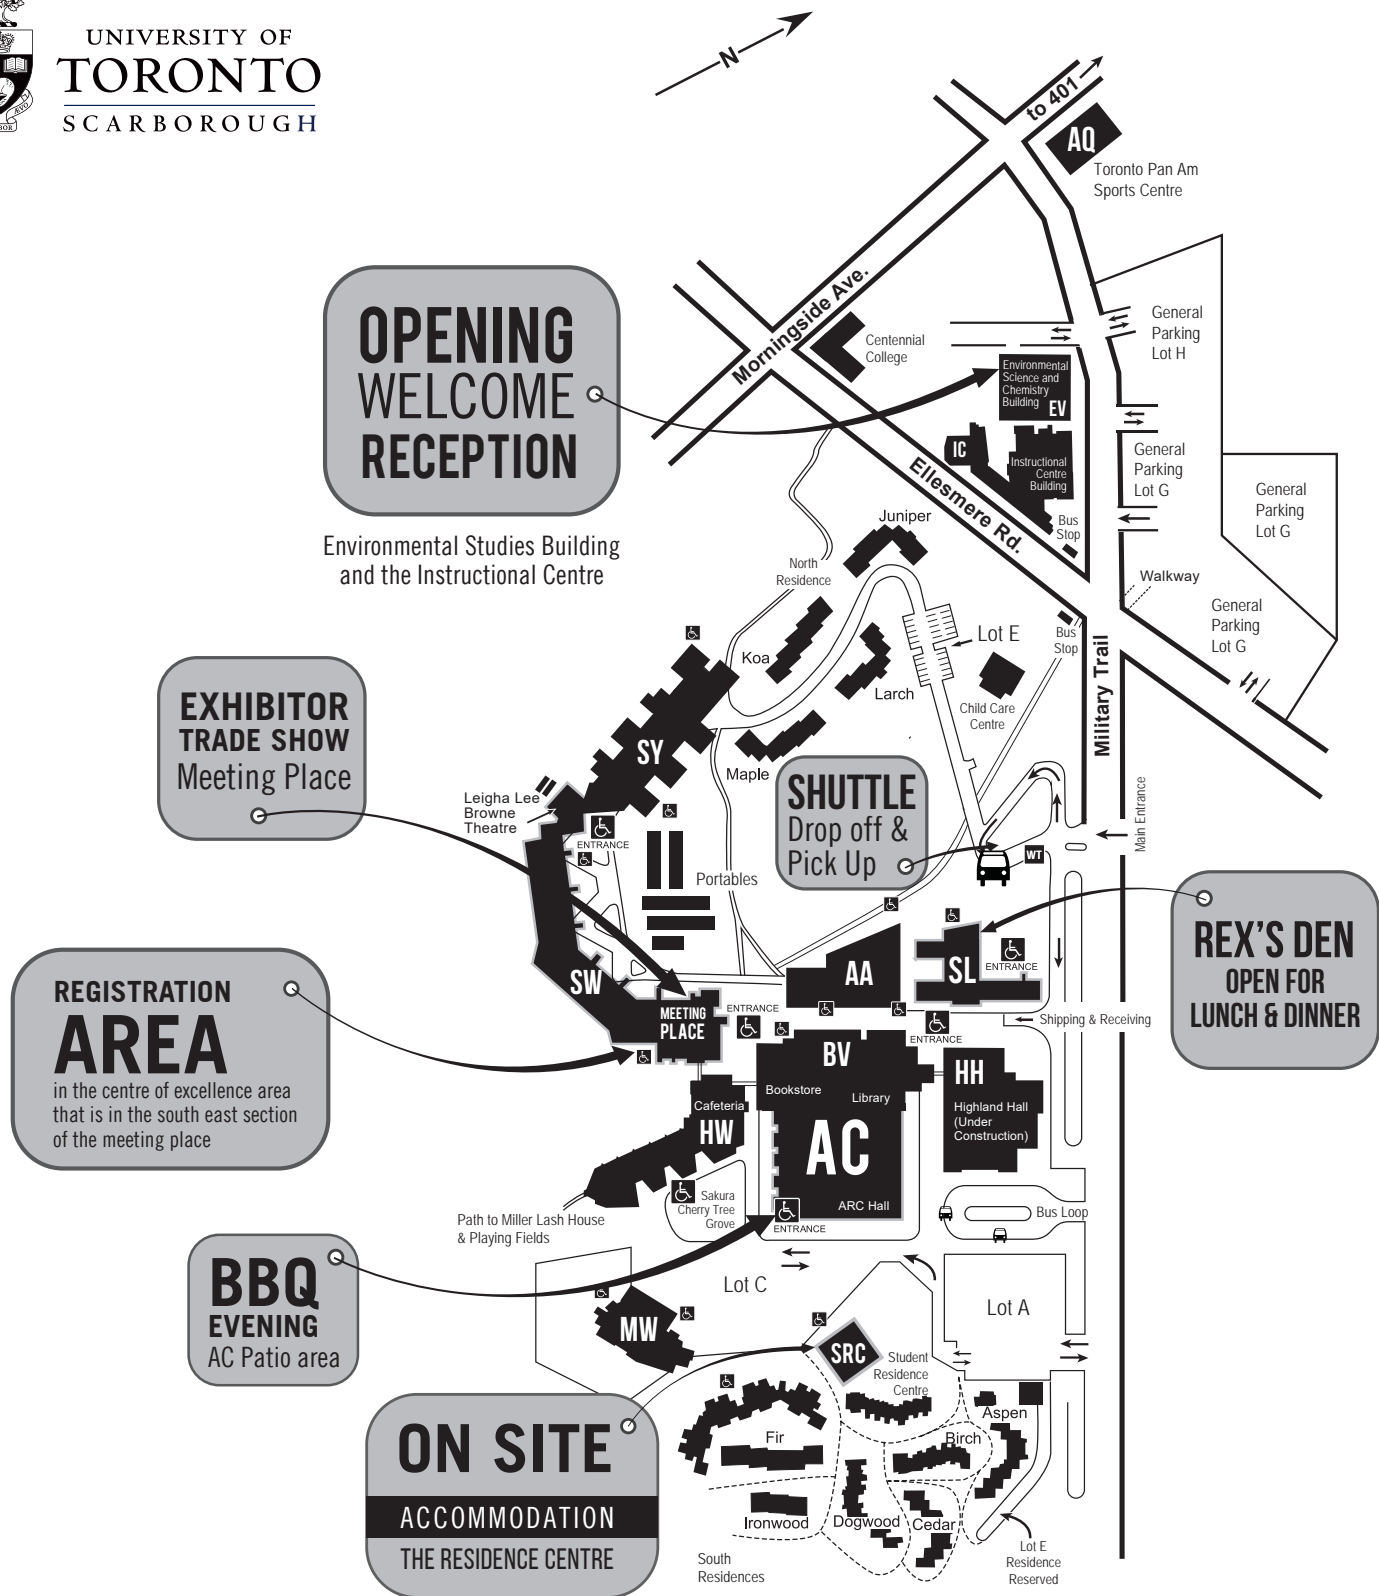 UNIVERSITY OF
TORONTO
SCARBOROUGH
N
to 401
AQ
Toronto Pan Am
Sports Centre
OPENING
WELCOME
RECEPTION
Environmental Studies Building
and the Instructional Centre
Morningside Ave.
Centennial
College
General
Parking
Lot H
Environmental
Science and
Chemistry
Building
EV
IC
Instructional
Centre
Building
General
Parking
Lot G
General
Parking
Lot G
Ellesmere Rd.
Bus
Stop
Juniper
North
Residence
Walkway
General
Parking
Lot G
Lot E
Bus
Stop
Military Trail
Koa
Larch
Child Care
Centre
EXHIBITOR
TRADE SHOW
Meeting Place
SY
Maple
Leigha Lee
Browne
Theatre
ENTRANCE
SHUTTLE
Drop off &
Pick Up
WT
Main Entrance
Portables
REX'S DEN
OPEN FOR
LUNCH & DINNER
REGISTRATION
AREA
in the centre of excellence area
that is in the south east section
of the meeting place
SW
AA
SL
ENTRANCE
MEETING
PLACE
ENTRANCE
ENTRANCE
Shipping & Receiving
BV
Bookstore
Library
HH
Highland Hall
(Under
Construction)
Cafeteria
HW
AC
ARC Hall
ENTRANCE
Sakura
Cherry Tree
Grove
Path to Miller Lash House
& Playing Fields
Bus Loop
BBQ
EVENING
AC Patio area
Lot C
Lot A
MW
SRC
Student
Residence
Centre
ON SITE
ACCOMMODATION
THE RESIDENCE CENTRE
Aspen
Birch
Fir
Ironwood
Dogwood
Cedar
South
Residences
Lot E
Residence
Reserved